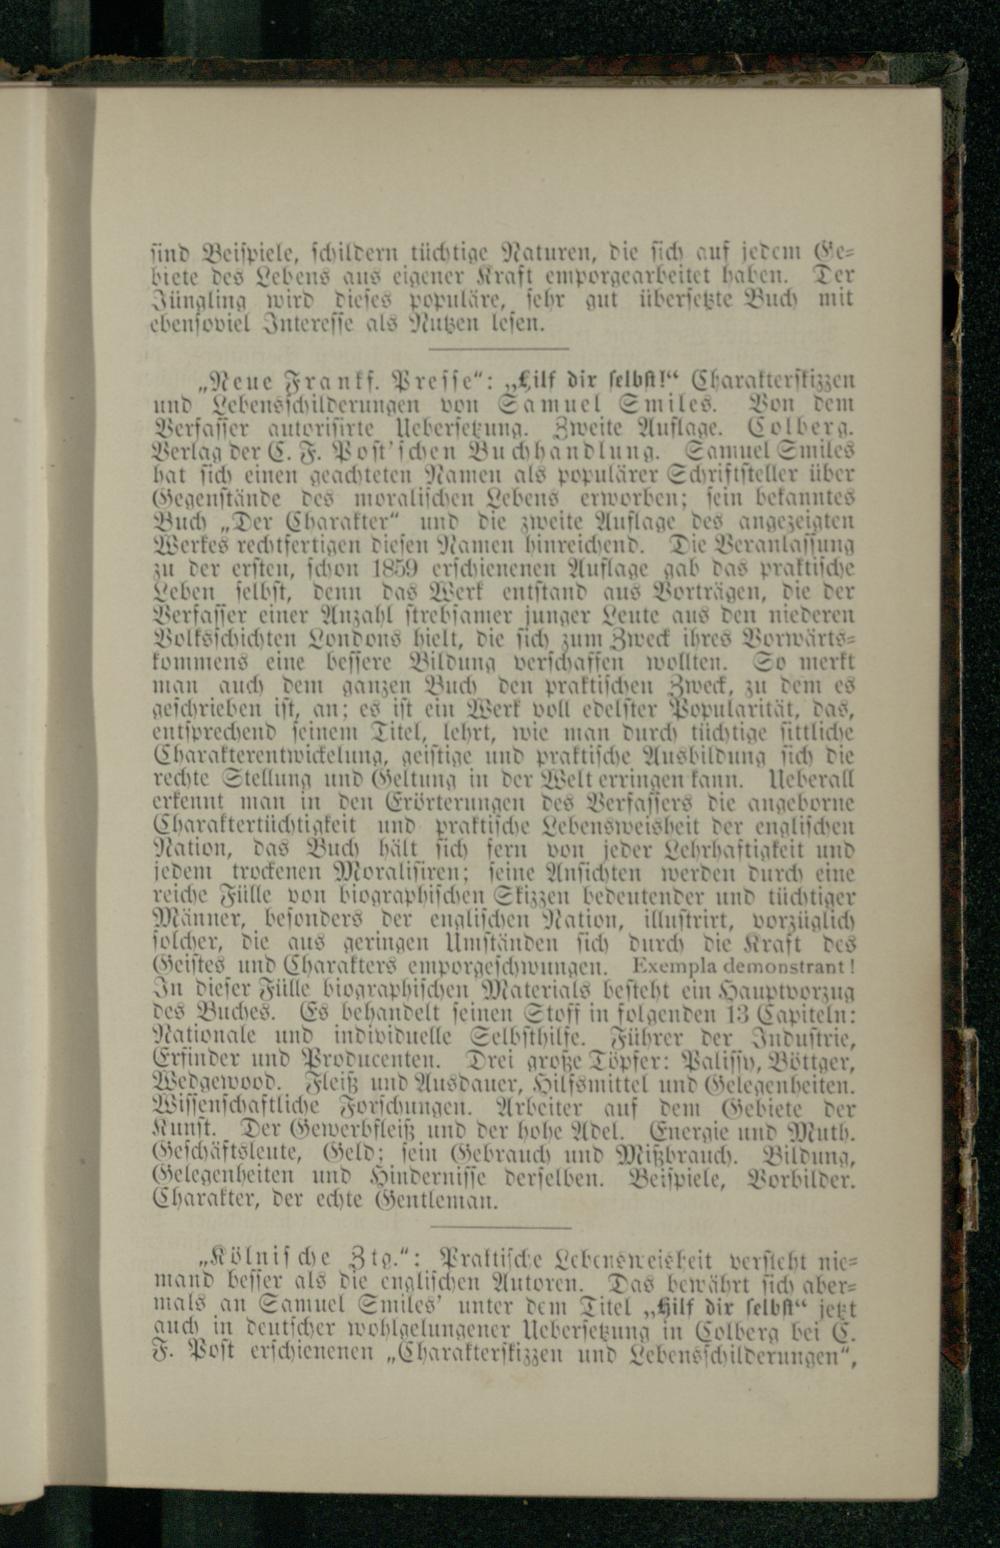 sind Beispiele, schildern tüchtige Naturen, die sich auf jedem Ge-
biete des Lebens aus eigener Kraft emporgearbeitet haben. Der
Jüngling wird dieses populäre, sehr gut übersetzte Buch mit
ebensoviel Interesse als Nutzen lesen.
„Neue Frankf. Presse“: „Hilf dir selbst!“ Charakterskizzen
und Lebensschilderungen von Samuel Smiles. Von dem
Verfasser autorisirte Uebersetzung. Zweite Auflage. Colberg.
Verlag der C. F. Post'schen Buchhandlung. Samuel Smiles
hat sich einen geachteten Namen als populärer Schriftsteller über
Gegenstände des moralischen Lebens erworben; sein bekanntes
Buch „Der Charakter“ und die zweite Auflage des angezeigten
Werkes rechtfertigen diesen Namen hinreichend. Die Veranlassung
zu der ersten, schon 1859 erschienenen Auflage gab das praktische
Leben selbst, denn das Werk entstand aus Vorträgen, die der
Verfasser einer Anzahl strebsamer junger Leute aus den niederen
Volksschichten Londons hielt, die sich zum Zweck ihres Vorwärts-
kommens eine bessere Bildung verschaffen wollten. So merkt
man auch dem ganzen Buch den praktischen Zweck, zu dem es
geschrieben ist, an; es ist ein Werk voll edelster Popularität, das,
entsprechend seinem Titel, lehrt, wie man durch tüchtige sittliche
Charakterentwickelung, geistige und praktische Ausbildung sich die
rechte Stellung und Geltung in der Welt erringen kann. Ueberall
erkennt man in den Erörterungen des Verfassers die angeborne
Charaktertüchtigkeit und praktische Lebensweisheit der englischen
Nation, das Buch hält sich fern von jeder Lehrhaftigkeit und
jedem trockenen Moralisiren; seine Ansichten werden durch eine
reiche Fülle von biographischen Skizzen bedeutender und tüchtiger
Männer, besonders der englischen Nation, illustrirt, vorzüglich
solcher, die aus geringen Umständen sich durch die Kraft des
Geistes und Charakters emporgeschwungen. Exempla demonstrant!
In dieser Fülle biographischen Materials besteht ein Hauptvorzug
des Buches. Es behandelt seinen Stoff in folgenden 13 Capiteln:
Nationale und individuelle Selbsthilfe. Führer der Industrie,
Erfinder und Producenten. Drei große Töpfer: Palissy, Böttger,
Wedgewood. Fleiß und Ausdauer, Hilfsmittel und Gelegenheiten.
Wissenschaftliche Forschungen. Arbeiter auf dem Gebiete der
Kunst. Der Gewerbfleiß und der hohe Adel. Energie und Muth.
Geschäftsleute, Geld; sein Gebrauch und Mißbrauch. Bildung,
Gelegenheiten und Hindernisse derselben. Beispiele, Vorbilder.
Charakter, der echte Gentleman.
„Kölnische Ztg.“: Praktische Lebensweisheit versteht nie-
mand besser als die englischen Autoren. Das bewährt sich aber-
mals an Samuel Smiles' unter dem Titel „Hilf dir selbst“ jetzt
auch in deutscher wohlgelungener Uebersetzung in Colberg bei C.
F. Post erschienenen „Charakterskizzen und Lebensschilderungen“,